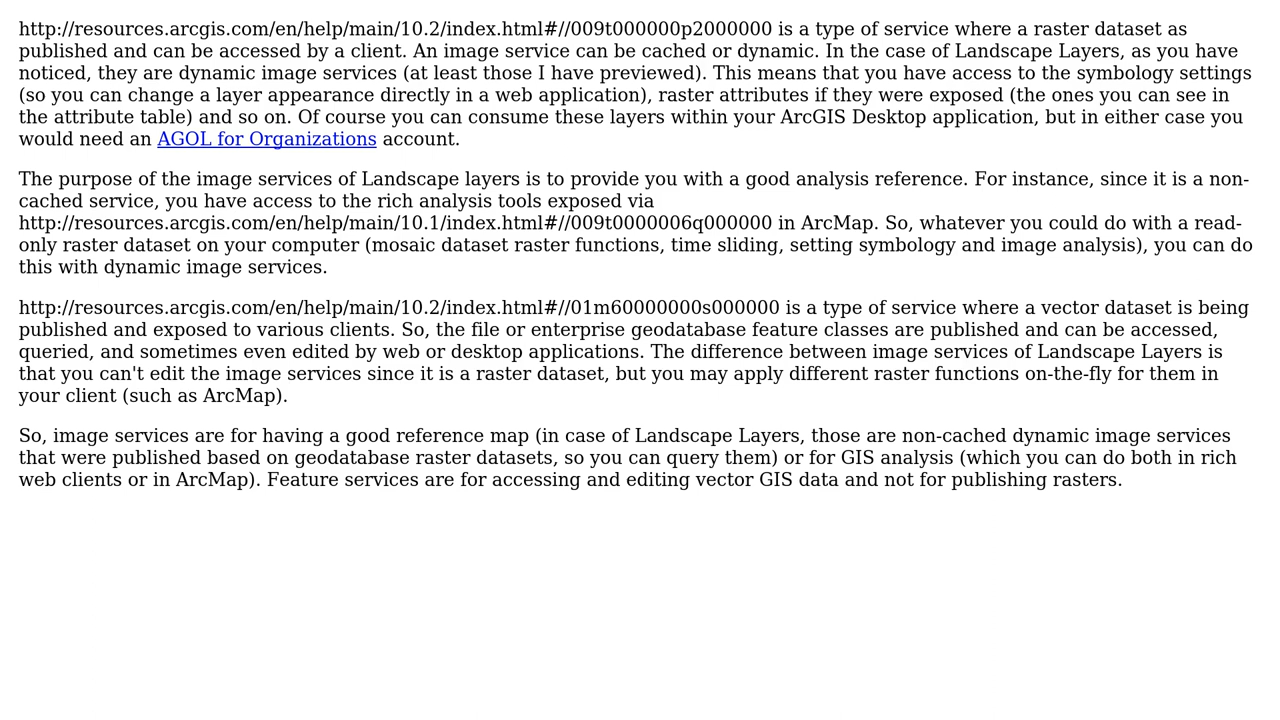 http://resources.arcgis.com/en/help/main/10.2/index.html#//009t000000p2000000 is a type of service where a raster dataset as
published and can be accessed by a client. An image service can be cached or dynamic. In the case of Landscape Layers, as you have
noticed, they are dynamic image services (at least those I have previewed). This means that you have access to the symbology settings
(so you can change a layer appearance directly in a web application), raster attributes if they were exposed (the ones you can see in
the attribute table) and so on. Of course you can consume these layers within your ArcGIS Desktop application, but in either case you
would need an AGOL for Organizations account.
The purpose of the image services of Landscape layers is to provide you with a good analysis reference. For instance, since it is a non-
cached service, you have access to the rich analysis tools exposed via
http://resources.arcgis.com/en/help/main/10.1/index.html#//009t0000006q000000 in ArcMap. So, whatever you could do with a read-
only raster dataset on your computer (mosaic dataset raster functions, time sliding, setting symbology and image analysis), you can do
this with dynamic image services.
http://resources.arcgis.com/en/help/main/10.2/index.html#//01m60000000s000000 is a type of service where a vector dataset is being
published and exposed to various clients. So, the file or enterprise geodatabase feature classes are published and can be accessed,
queried, and sometimes even edited by web or desktop applications. The difference between image services of Landscape Layers is
that you can't edit the image services since it is a raster dataset, but you may apply different raster functions on-the-fly for them in
your client (such as ArcMap).
So, image services are for having a good reference map (in case of Landscape Layers, those are non-cached dynamic image services
that were published based on geodatabase raster datasets, so you can query them) or for GIS analysis (which you can do both in rich
web clients or in ArcMap). Feature services are for accessing and editing vector GIS data and not for publishing rasters.